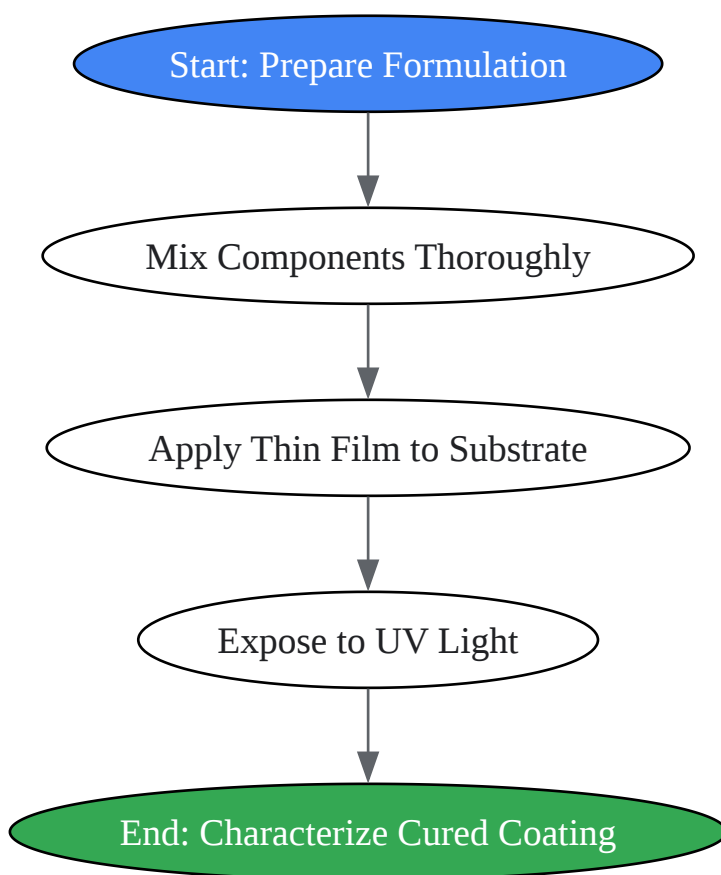 Start: Prepare Formulation
Mix Components Thoroughly
Apply Thin Film to Substrate
Expose to UV Light
End: Characterize Cured Coating